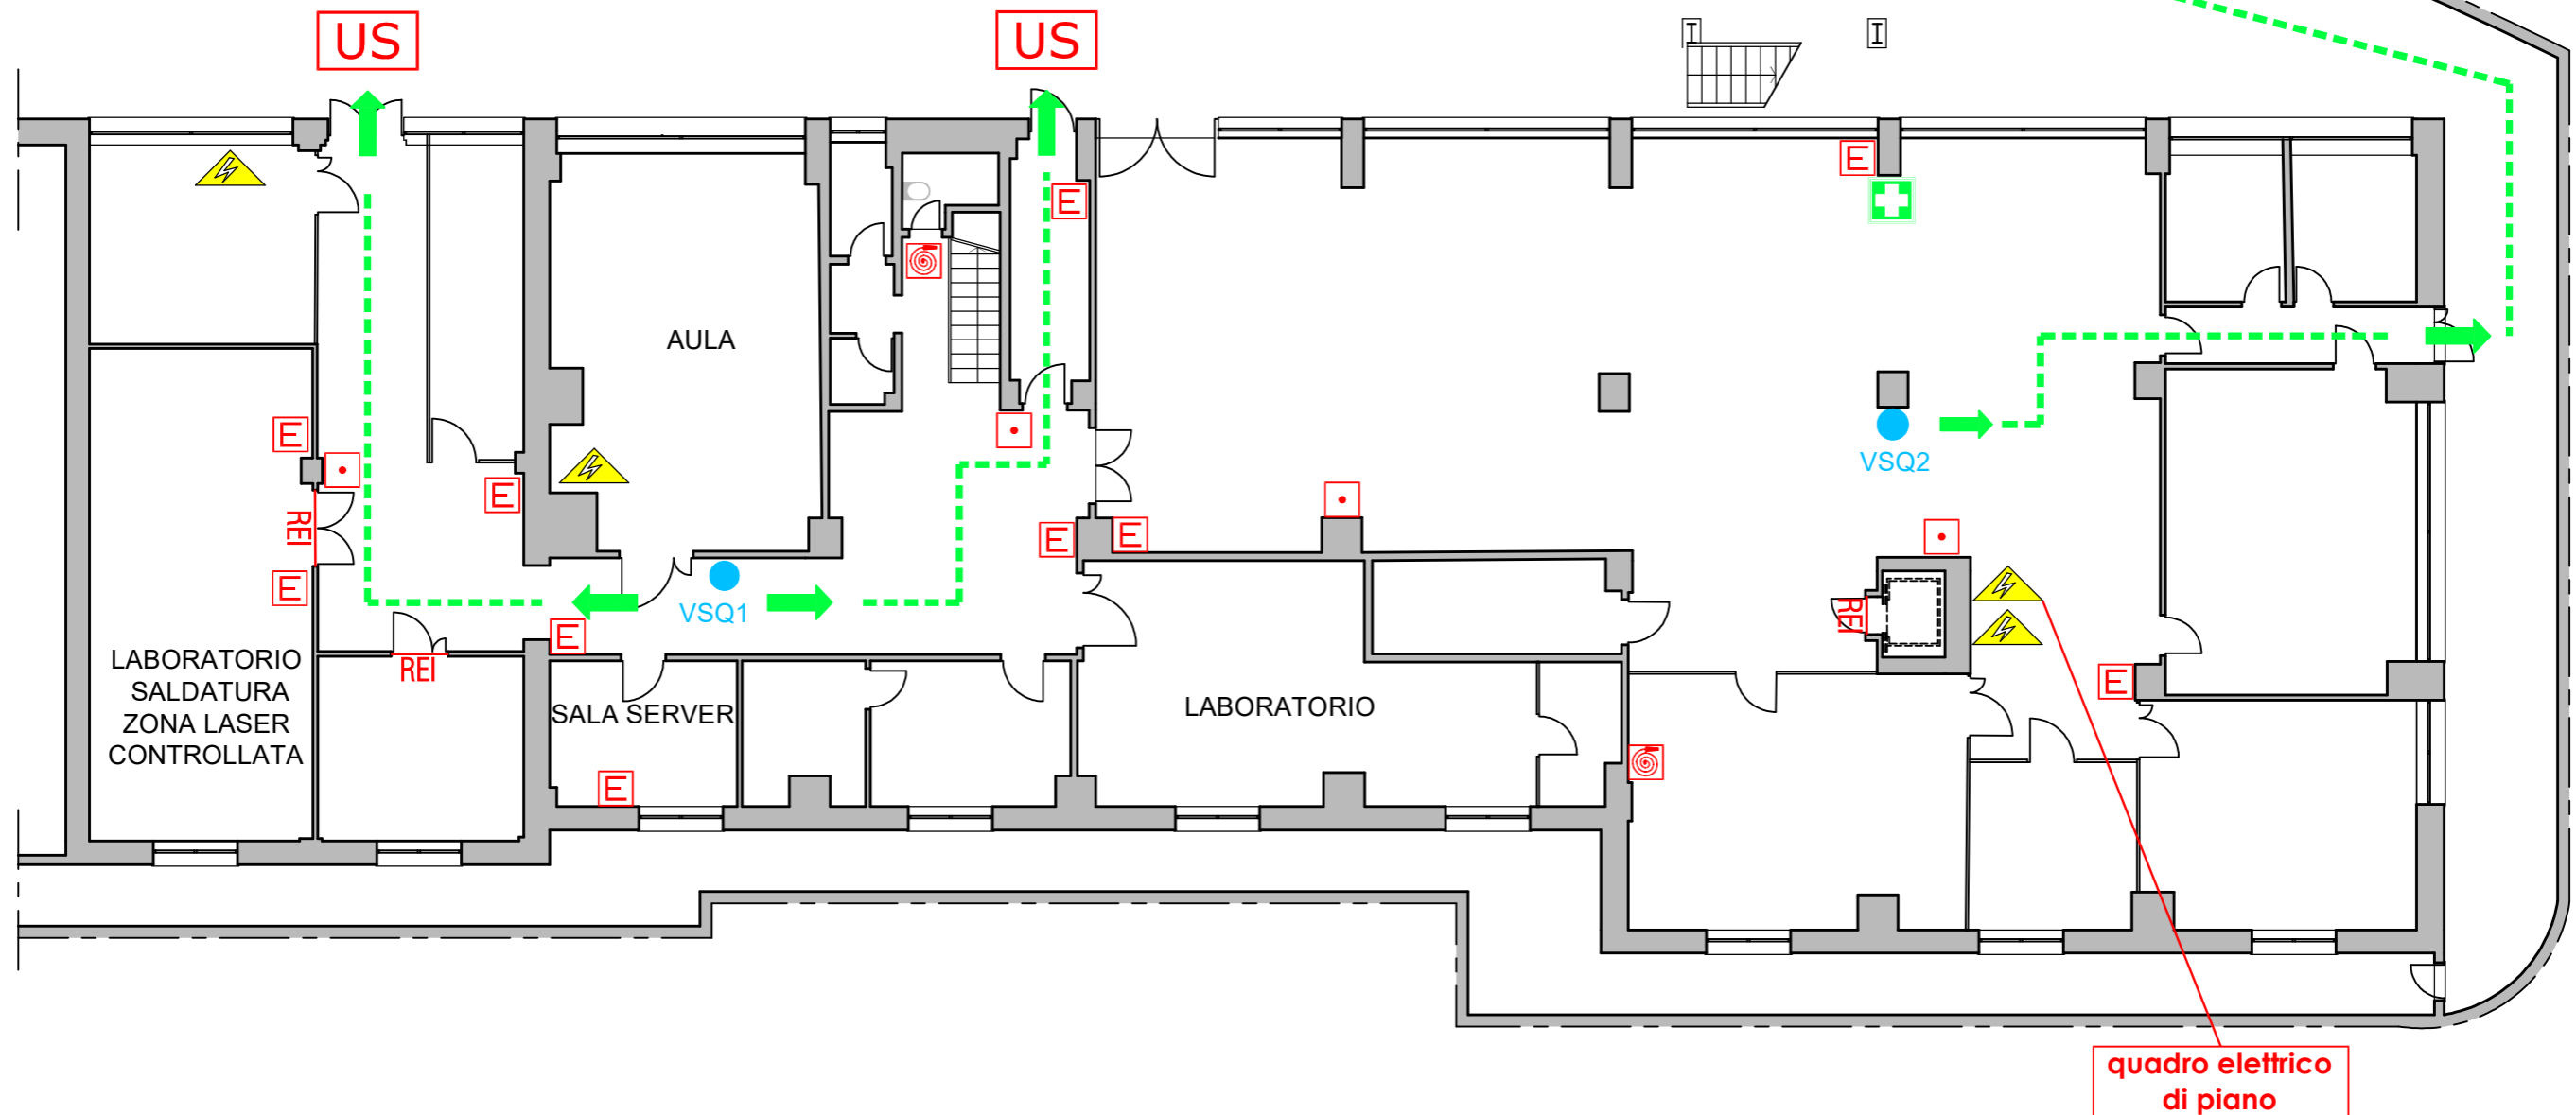 US
US
I
I
E
E
AULA
E
VSQ2
E
REI
E
E
E
REI
E
VSQ1
E
LABORATORIO
SALDATURA
ZONA LASER
CONTROLLATA
REI
SALA SERVER
LABORATORIO
E
E
quadro elettrico
di piano